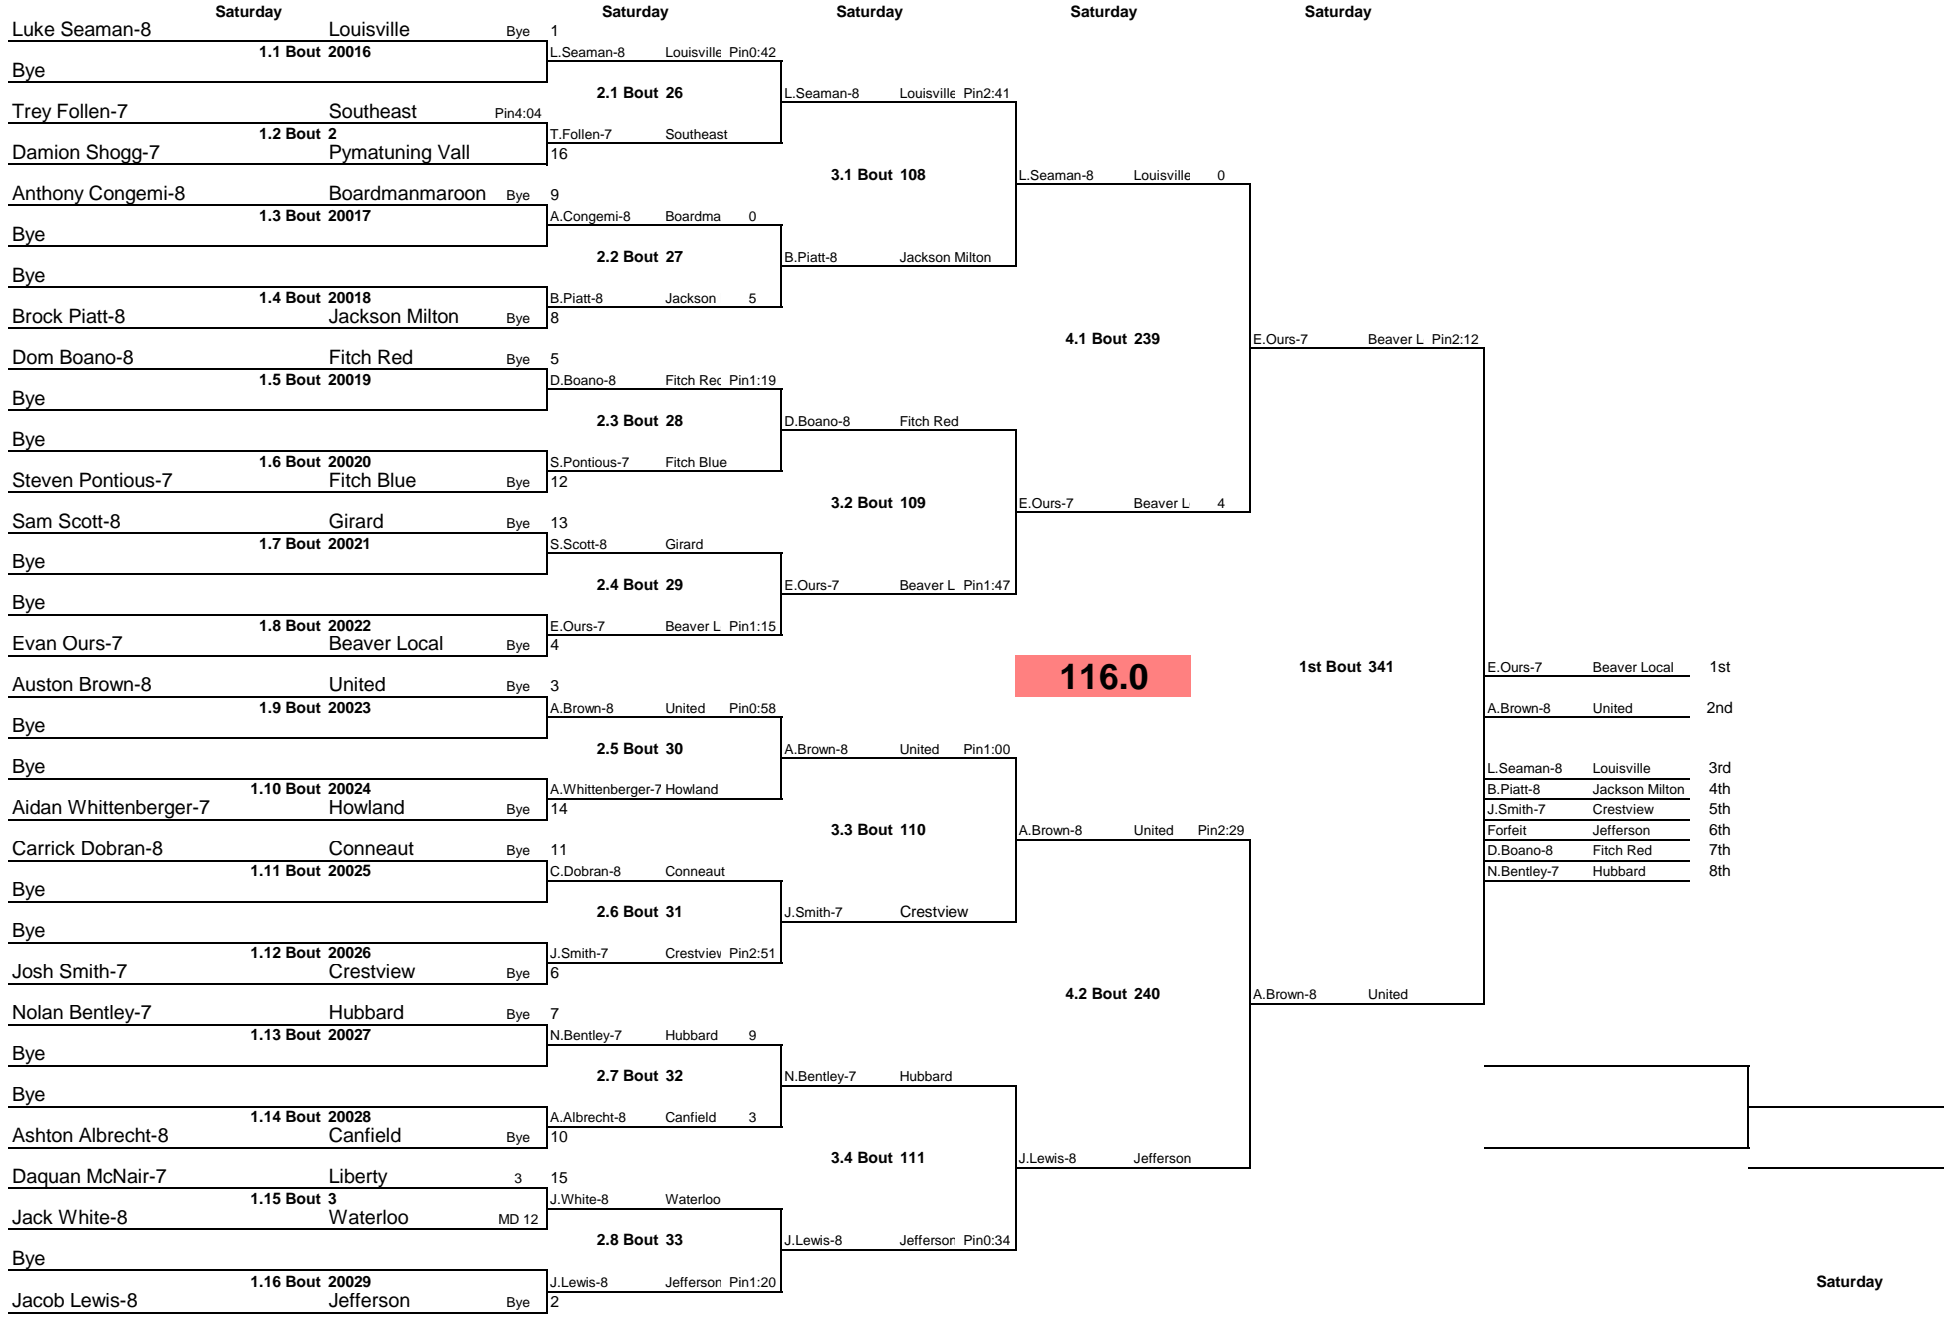 Saturday Saturday Saturday Saturday Saturday
Luke Seaman-8 Louisville Bye 1
1.1 Bout 20016 L.Seaman-8 Louisville Pin0:42
Bye
2.1 Bout 26 L.Seaman-8 Louisville Pin2:41
Trey Follen-7 Southeast Pin4:04
1.2 Bout 2 T.Follen-7 Southeast
Damion Shogg-7 Pymatuning Vall 16
3.1 Bout 108 L.Seaman-8 Louisville 0
Anthony Congemi-8 Boardmanmaroon Bye 9
1.3 Bout 20017 A.Congemi-8 Boardma 0
Bye
2.2 Bout 27 B.Piatt-8 Jackson Milton
Bye
1.4 Bout 20018 B.Piatt-8 Jackson 5
Brock Piatt-8 Jackson Milton Bye 8
4.1 Bout 239 E.Ours-7 Beaver L Pin2:12
Dom Boano-8 Fitch Red Bye 5
1.5 Bout 20019 D.Boano-8 Fitch Rec Pin1:19
Bye
2.3 Bout 28 D.Boano-8 Fitch Red
Bye
1.6 Bout 20020 S.Pontious-7 Fitch Blue
Steven Pontious-7 Fitch Blue Bye 12
3.2 Bout 109 E.Ours-7 Beaver L 4
Sam Scott-8 Girard Bye 13
1.7 Bout 20021 S.Scott-8 Girard
Bye
2.4 Bout 29 E.Ours-7 Beaver L Pin1:47
Bye
1.8 Bout 20022 E.Ours-7 Beaver L Pin1:15
Evan Ours-7 Beaver Local Bye 4
116.0 1st Bout 341 E.Ours-7 Beaver Local 1st
Auston Brown-8 United Bye 3
1.9 Bout 20023 A.Brown-8 United Pin0:58 A.Brown-8 United 2nd
Bye
2.5 Bout 30 A.Brown-8 United Pin1:00
Bye L.Seaman-8 Louisville 3rd
1.10 Bout 20024 A.Whittenberger-7 Howland B.Piatt-8 Jackson Milton 4th
Aidan Whittenberger-7 Howland Bye 14 J.Smith-7 Crestview 5th
3.3 Bout 110 A.Brown-8 United Pin2:29 Forfeit Jefferson 6th
Carrick Dobran-8 Conneaut Bye 11 D.Boano-8 Fitch Red 7th
1.11 Bout 20025 C.Dobran-8 Conneaut N.Bentley-7 Hubbard 8th
Bye
2.6 Bout 31 J.Smith-7 Crestview
Bye
1.12 Bout 20026 J.Smith-7 Crestview Pin2:51
Josh Smith-7 Crestview Bye 6
4.2 Bout 240 A.Brown-8 United
Nolan Bentley-7 Hubbard Bye 7
1.13 Bout 20027 N.Bentley-7 Hubbard 9
Bye
2.7 Bout 32 N.Bentley-7 Hubbard
Bye
1.14 Bout 20028 A.Albrecht-8 Canfield 3
Ashton Albrecht-8 Canfield Bye 10
3.4 Bout 111 J.Lewis-8 Jefferson
Daquan McNair-7 Liberty 3 15
1.15 Bout 3 J.White-8 Waterloo
Jack White-8 Waterloo MD 12
2.8 Bout 33 J.Lewis-8 Jefferson Pin0:34
Bye
1.16 Bout 20029 J.Lewis-8 Jefferson Pin1:20 Saturday
Jacob Lewis-8 Jefferson Bye 2